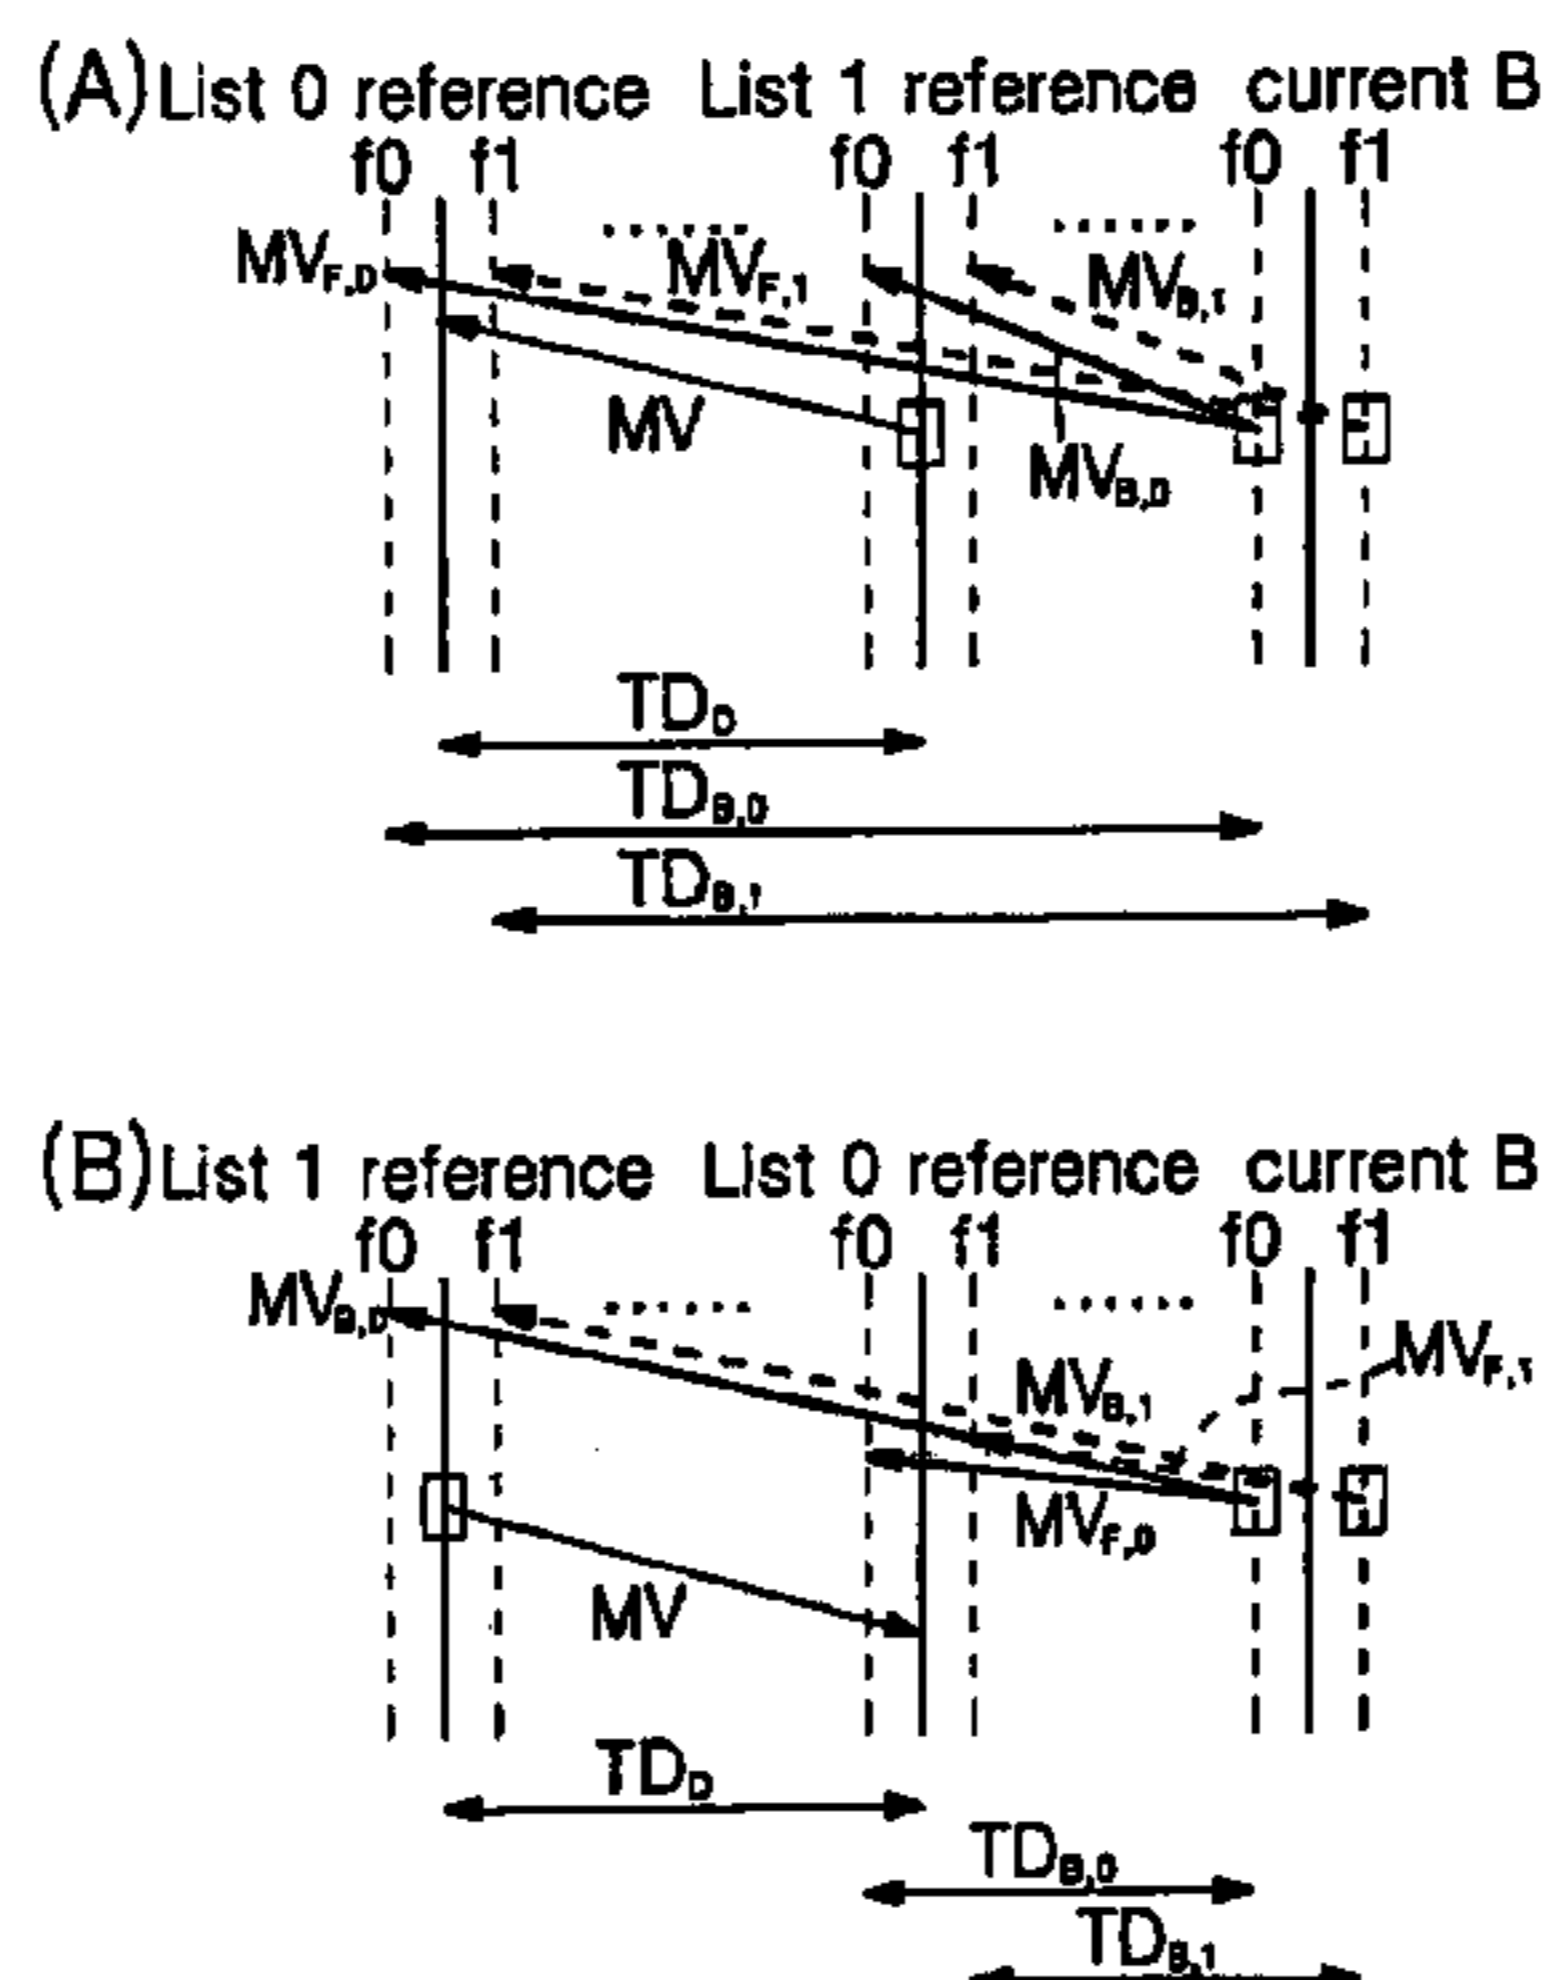 (A) List 0 reference List 1 reference current B
f0 f1 f0 f1 f0 f1
MVF,0 MVF,1 MVB,1
MV
MVB,0
TDD
TDB,0
TDB,1
(B) List 1 reference List 0 reference current B
f0 f1 f0 f1 f0 f1
MVB,0
MVF,1
MVB,1
MVF,0
MV
TDD
TDB,0
TDB,1